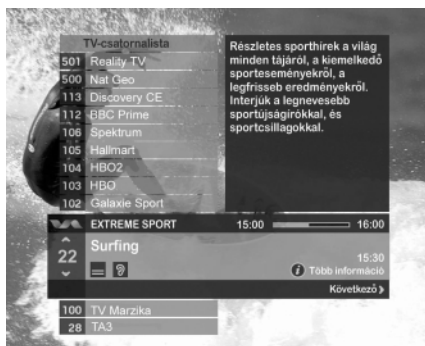 TV-csatornalista
501 Reality TV
500 Nat Geo
113 Discovery CE
112 BBC Prime
106 Spektrum
105 Hallmart
104 HBO2
103 HBO
102 Galaxie Sport
Részletes sporthirek a világ
minden tájáról, a kiemelkedő
sporteseményekről, a
legfrisseb eredményekről.
Interjúk a legnevesebb
sportújságírókkal, és
sportcsillagokkal.
EXTREME SPORT 15:00 16:00
22 Surfing
15:30
i Több információ
Következő
100 TV Marzika
28 TA3